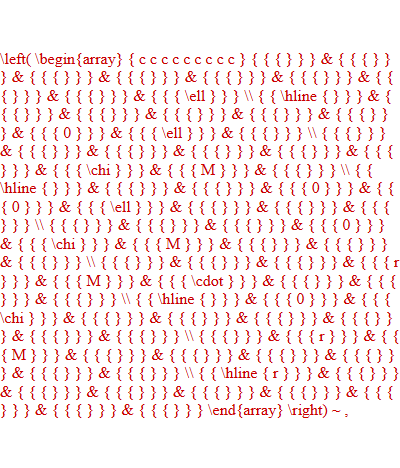 \left( \begin{array} { c c c c c c c c c } { { { } } } & { { { } }
} & { { { } } } & { { { } } } & { { { } } } & { { { } } } & { {
{ } } } & { { { } } } & { { { \ell } } } \\ { { \hline { } } } & {
{ { } } } & { { { } } } & { { { } } } & { { { } } } & { { { } }
} & { { { 0 } } } & { { { \ell } } } & { { { } } } \\ { { { } } }
& { { { } } } & { { { } } } & { { { } } } & { { { } } } & { { {
} } } & { { { \chi } } } & { { { M } } } & { { { } } } \\ { {
\hline { } } } & { { { } } } & { { { } } } & { { { 0 } } } & { {
{ 0 } } } & { { { \ell } } } & { { { } } } & { { { } } } & { { {
} } } \\ { { { } } } & { { { } } } & { { { } } } & { { { 0 } } }
& { { { \chi } } } & { { { M } } } & { { { } } } & { { { } } }
& { { { } } } \\ { { { } } } & { { { } } } & { { { } } } & { { { r
} } } & { { { M } } } & { { { \cdot } } } & { { { } } } & { { {
} } } & { { { } } } \\ { { \hline { } } } & { { { 0 } } } & { { {
\chi } } } & { { { } } } & { { { } } } & { { { } } } & { { { } }
} & { { { } } } & { { { } } } \\ { { { } } } & { { { r } } } & { {
{ M } } } & { { { } } } & { { { } } } & { { { } } } & { { { } }
} & { { { } } } & { { { } } } \\ { { \hline { r } } } & { { { } } }
& { { { } } } & { { { } } } & { { { } } } & { { { } } } & { { {
} } } & { { { } } } & { { { } } } \end{array} \right) ~ ,